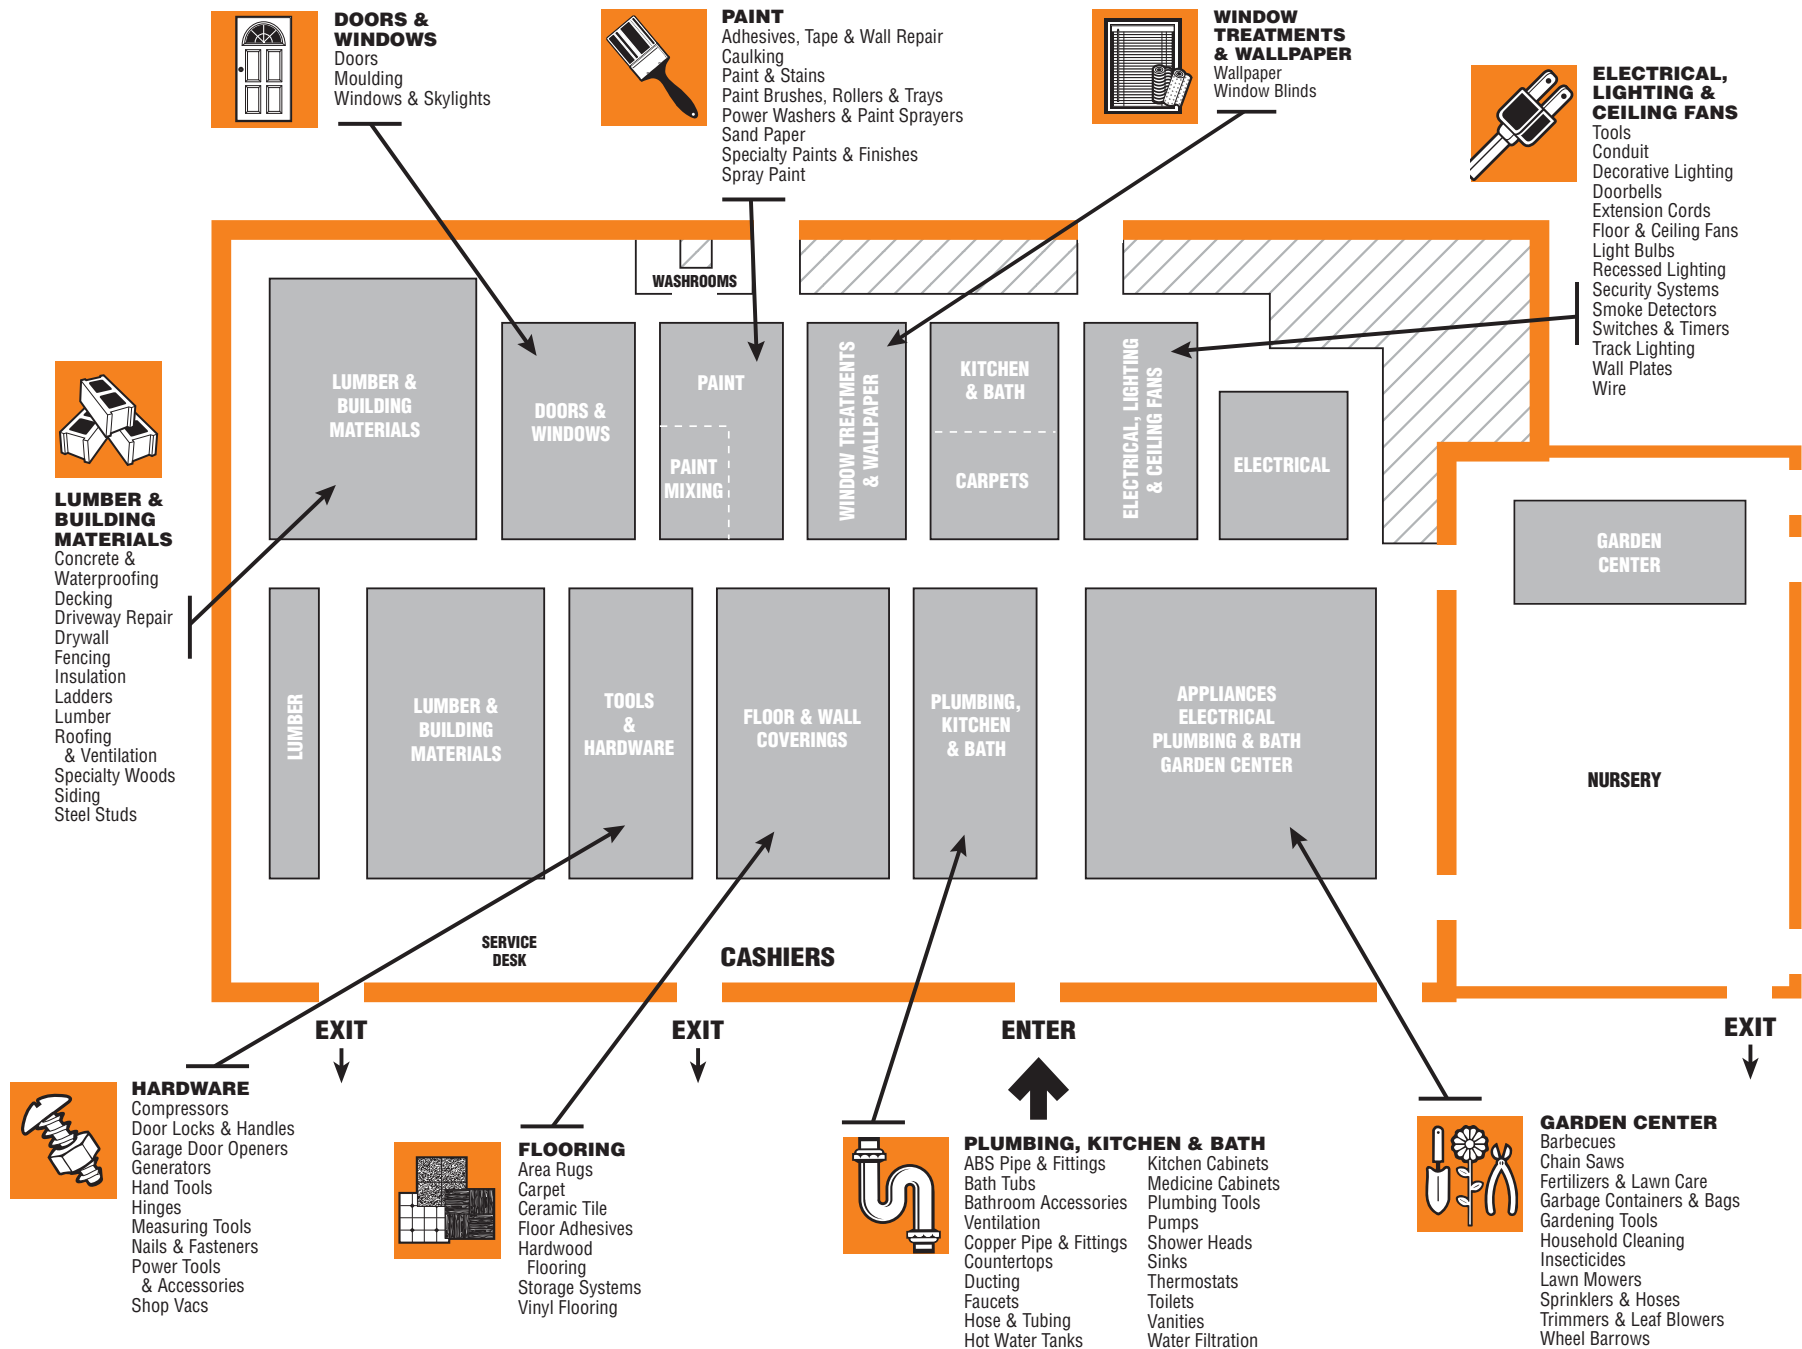 DOORS &
WINDOWS
Doors
Moulding
Windows & Skylights
PAINT
Adhesives, Tape & Wall Repair
Caulking
Paint & Stains
Paint Brushes, Rollers & Trays
Power Washers & Paint Sprayers
Sand Paper
Specialty Paints & Finishes
Spray Paint
WINDOW
TREATMENTS
& WALLPAPER
Wallpaper
Window Blinds
ELECTRICAL,
LIGHTING &
CEILING FANS
Tools
Conduit
Decorative Lighting
Doorbells
Extension Cords
Floor & Ceiling Fans
Light Bulbs
Recessed Lighting
Security Systems
Smoke Detectors
Switches & Timers
Track Lighting
Wall Plates
Wire
WASHROOMS
LUMBER &
BUILDING
MATERIALS
DOORS &
WINDOWS
PAINT
PAINT
MIXING
WINDOW TREATMENTS
& WALLPAPER
KITCHEN
& BATH
CARPETS
ELECTRICAL, LIGHTING
& CEILING FANS
ELECTRICAL
GARDEN
CENTER
LUMBER &
BUILDING
MATERIALS
Concrete &
Waterproofing
Decking
Driveway Repair
Drywall
Fencing
Insulation
Ladders
Lumber
Roofing
& Ventilation
Specialty Woods
Siding
Steel Studs
LUMBER
LUMBER &
BUILDING
MATERIALS
TOOLS
&
HARDWARE
FLOOR & WALL
COVERINGS
PLUMBING,
KITCHEN
& BATH
APPLIANCES
ELECTRICAL
PLUMBING & BATH
GARDEN CENTER
NURSERY
SERVICE
DESK
CASHIERS
EXIT
EXIT
ENTER
EXIT
HARDWARE
Compressors
Door Locks & Handles
Garage Door Openers
Generators
Hand Tools
Hinges
Measuring Tools
Nails & Fasteners
Power Tools
& Accessories
Shop Vacs
FLOORING
Area Rugs
Carpet
Ceramic Tile
Floor Adhesives
Hardwood
Flooring
Storage Systems
Vinyl Flooring
PLUMBING, KITCHEN & BATH
ABS Pipe & Fittings
Bath Tubs
Bathroom Accessories
Ventilation
Copper Pipe & Fittings
Countertops
Ducting
Faucets
Hose & Tubing
Hot Water Tanks
Kitchen Cabinets
Medicine Cabinets
Plumbing Tools
Pumps
Shower Heads
Sinks
Thermostats
Toilets
Vanities
Water Filtration
GARDEN CENTER
Barbecues
Chain Saws
Fertilizers & Lawn Care
Garbage Containers & Bags
Gardening Tools
Household Cleaning
Insecticides
Lawn Mowers
Sprinklers & Hoses
Trimmers & Leaf Blowers
Wheel Barrows